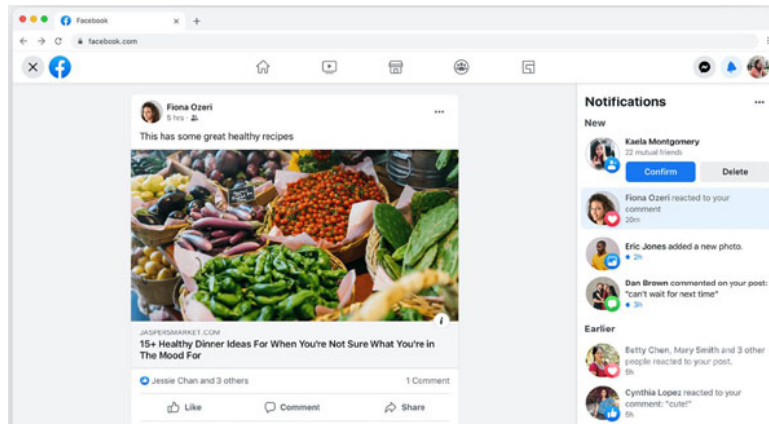 Facebook
facebook.com
Fiona Ozeri
5 hrs ·
This has some great healthy recipes
JASPERSMARKET.COM
15+ Healthy Dinner Ideas For When You're Not Sure What You're in
The Mood For
Jessie Chan and 3 others
1 Comment
Like
Comment
Share
Notifications
New
Kaela Montgomery
22 mutual friends
Confirm
Delete
Fiona Ozeri reacted to your
comment
20m
Eric Jones added a new photo.
2h
Dan Brown commented on your post:
"can't wait for next time"
3h
Earlier
Betty Chen, Mary Smith and 3 other
people reacted to your post.
5h
Cynthia Lopez reacted to your
comment: "cute!"
5h